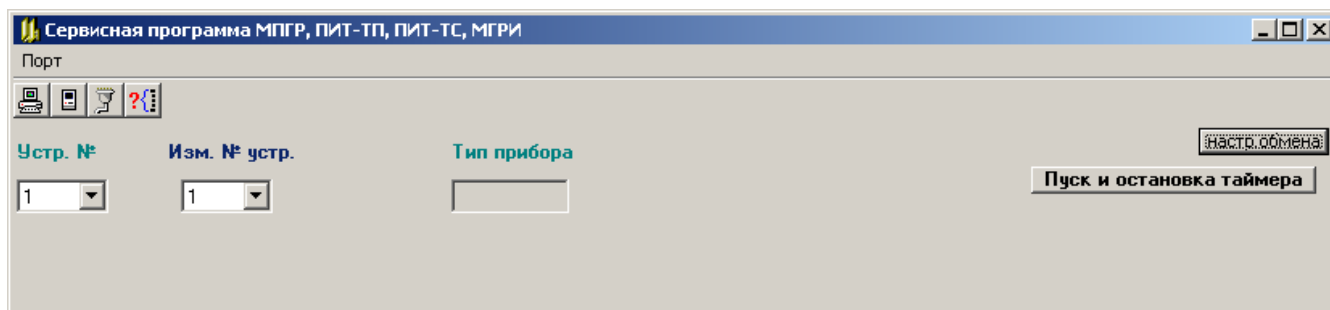 Сервисная программа МПГР, ПИТ-ТП, ПИТ-ТС, МГРИ
Порт
?{
настр.обмена
Устр. № Изм. № устр. Тип прибора
Пуск и остановка таймера
1 1